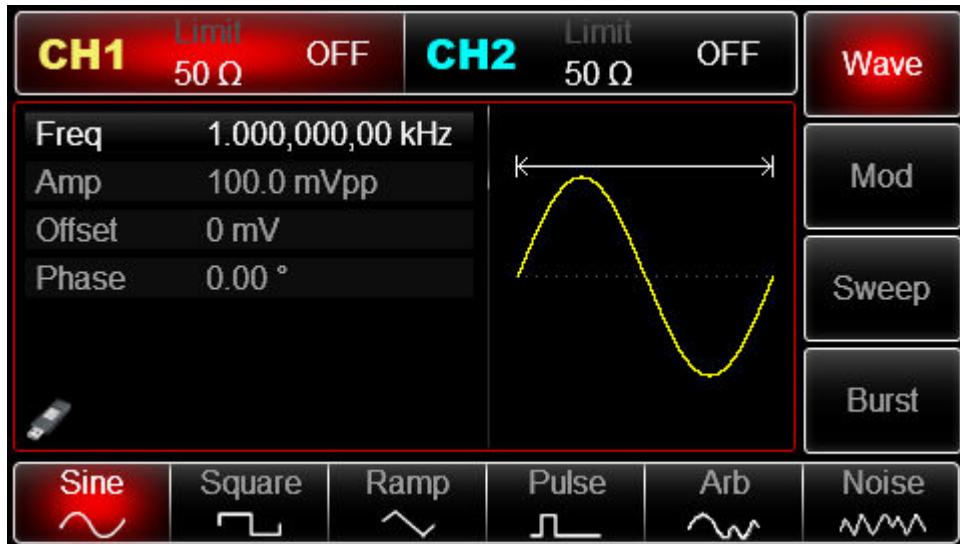 CH1 Limit 50 Ω OFF
CH2 Limit 50 Ω OFF
Wave
Freq 1.000,000,00 kHz
Amp 100.0 mVpp
Offset 0 mV
Phase 0.00 °
Mod
Sweep
Burst
Sine Square Ramp Pulse Arb Noise